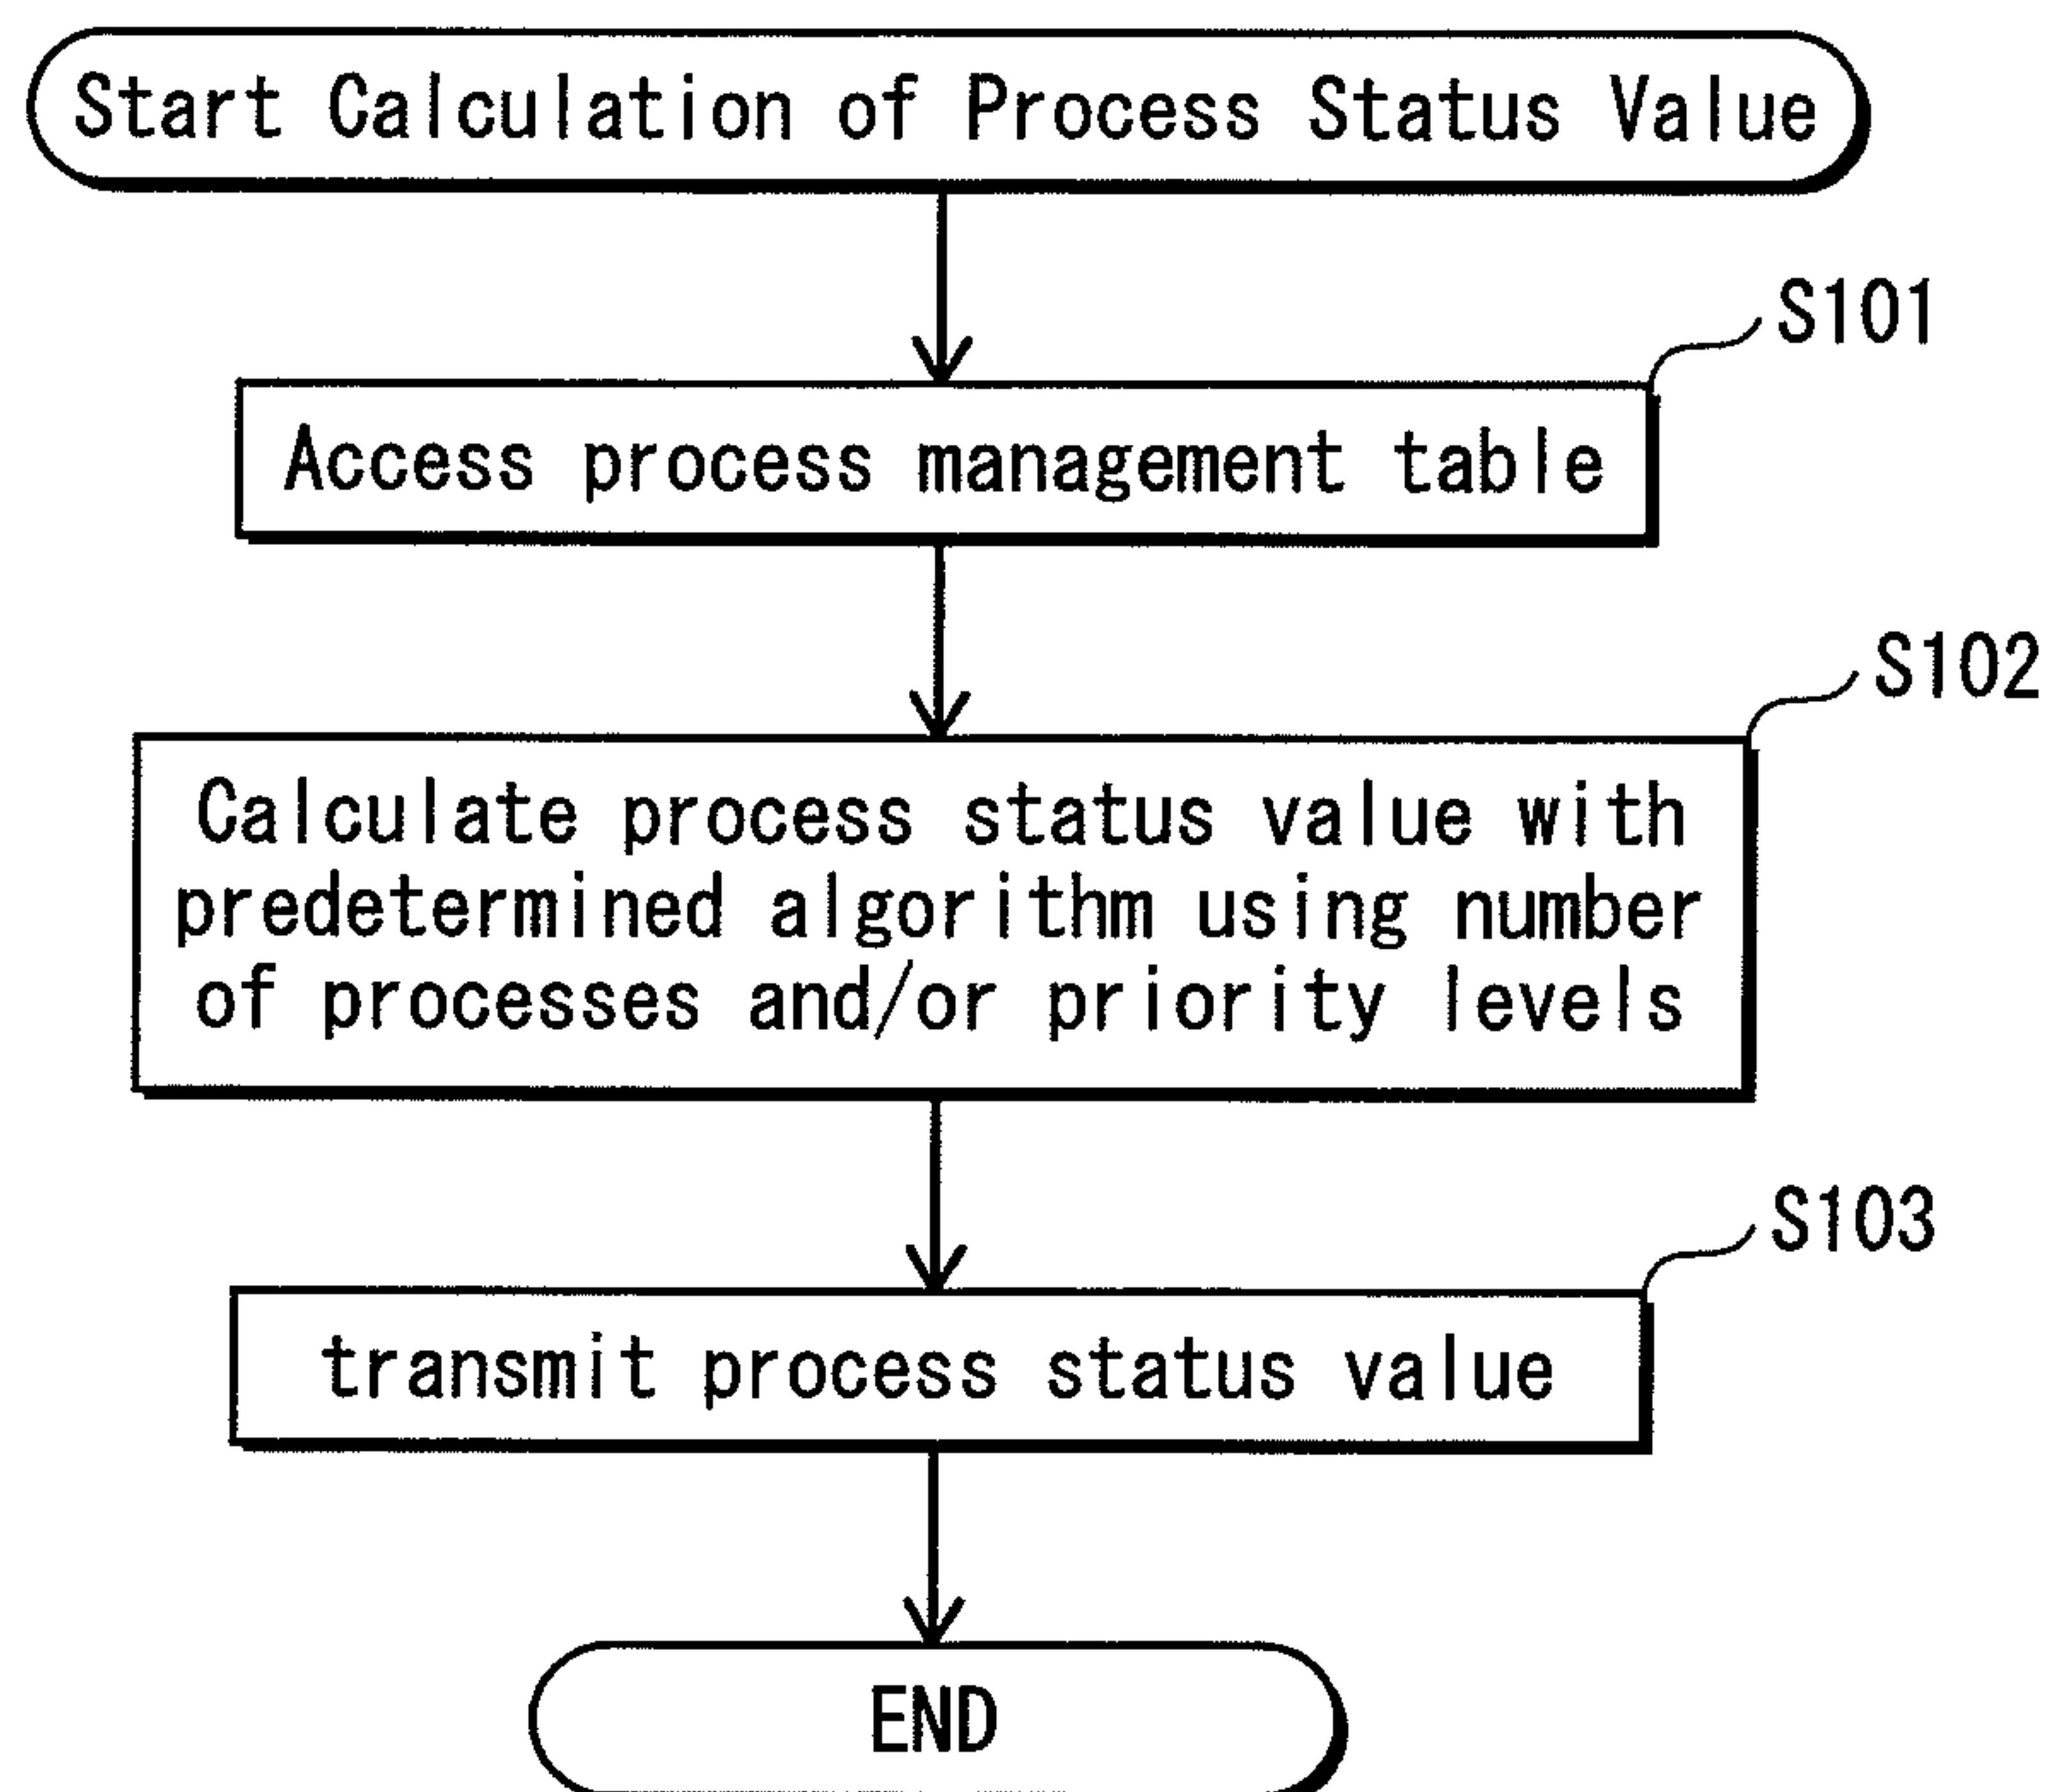 Start Calculation of Process Status Value
S101
Access process management table
S102
Calculate process status value with
predetermined algorithm using number
of processes and/or priority levels
S103
transmit process status value
END